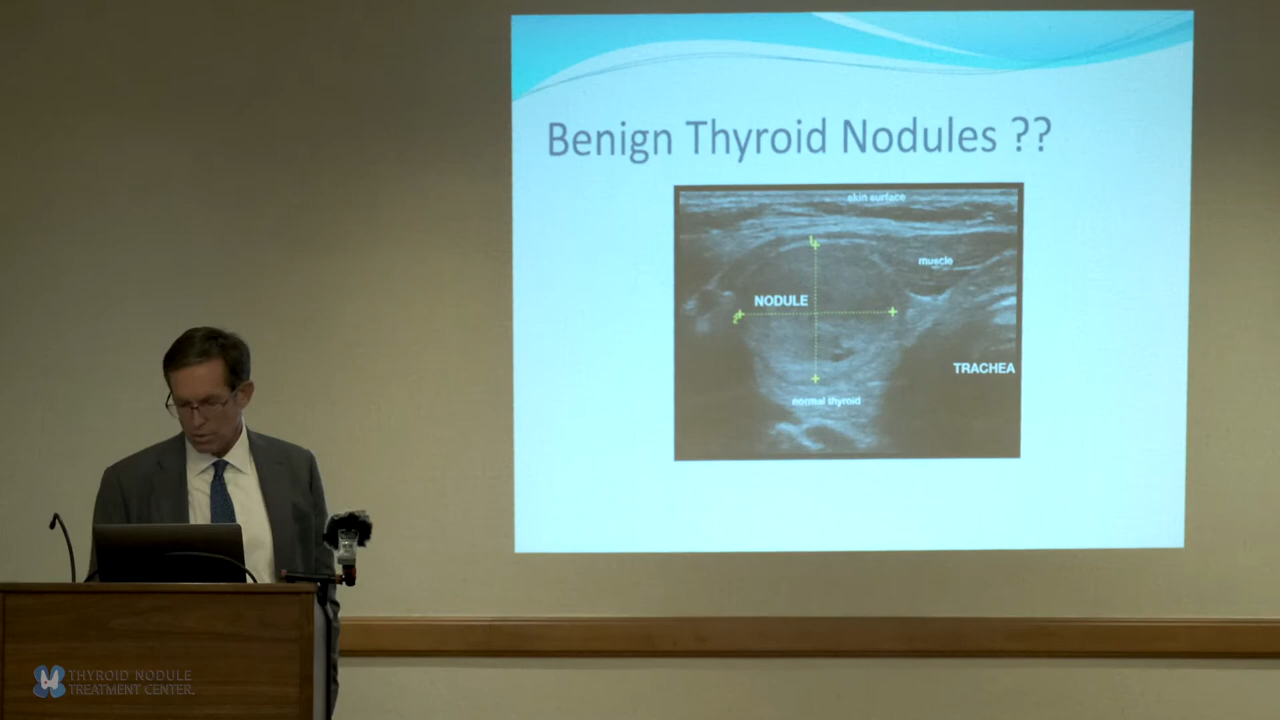 Benign Thyroid Nodules ??
skin surface
muscle
NODULE
TRACHEA
normal thyroid
THYROID NODULE
TREATMENT CENTER